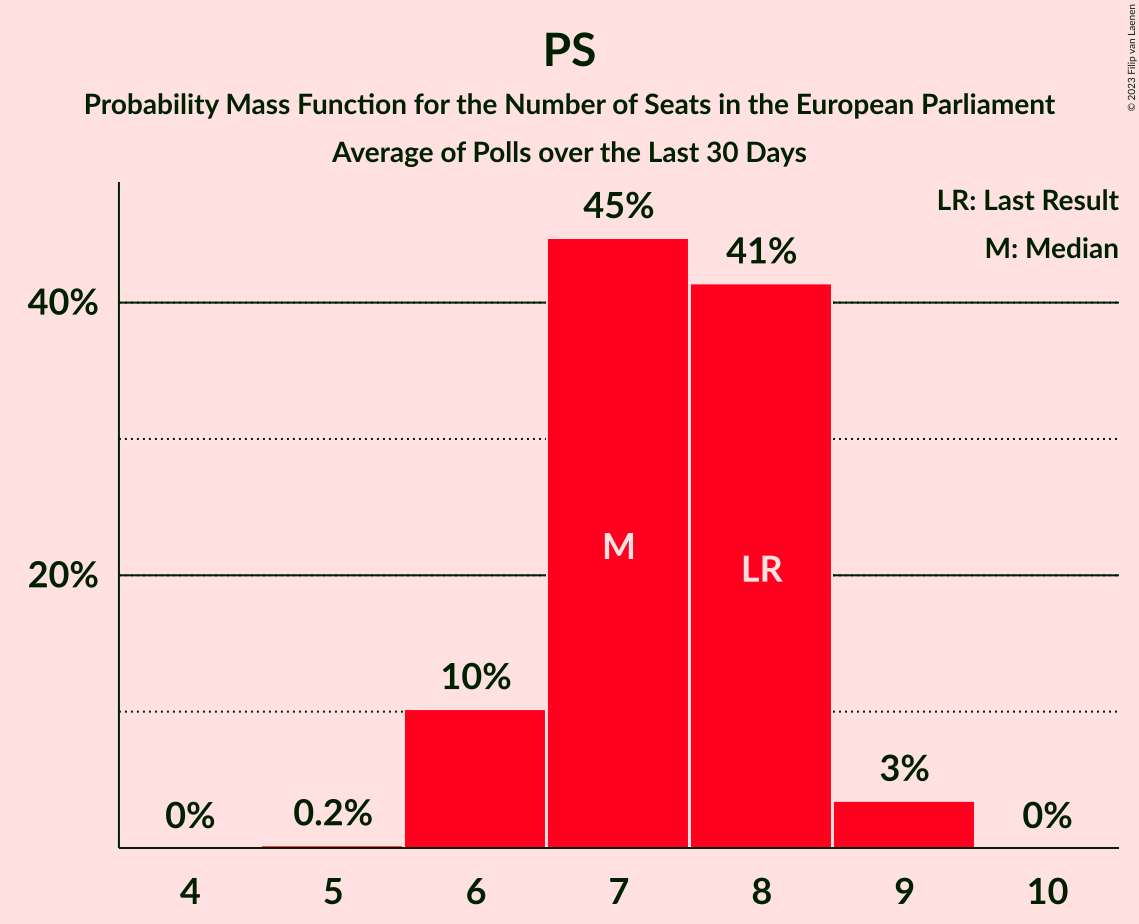 PS
Probability Mass Function for the Number of Seats in the European Parliament
Average of Polls over the Last 30 Days
© 2023 Filip van Laenen
LR: Last Result
M: Median
45%
41%
40%
M
LR
20%
10%
3%
0%
0.2%
0%
4 5 6 7 8 9 10